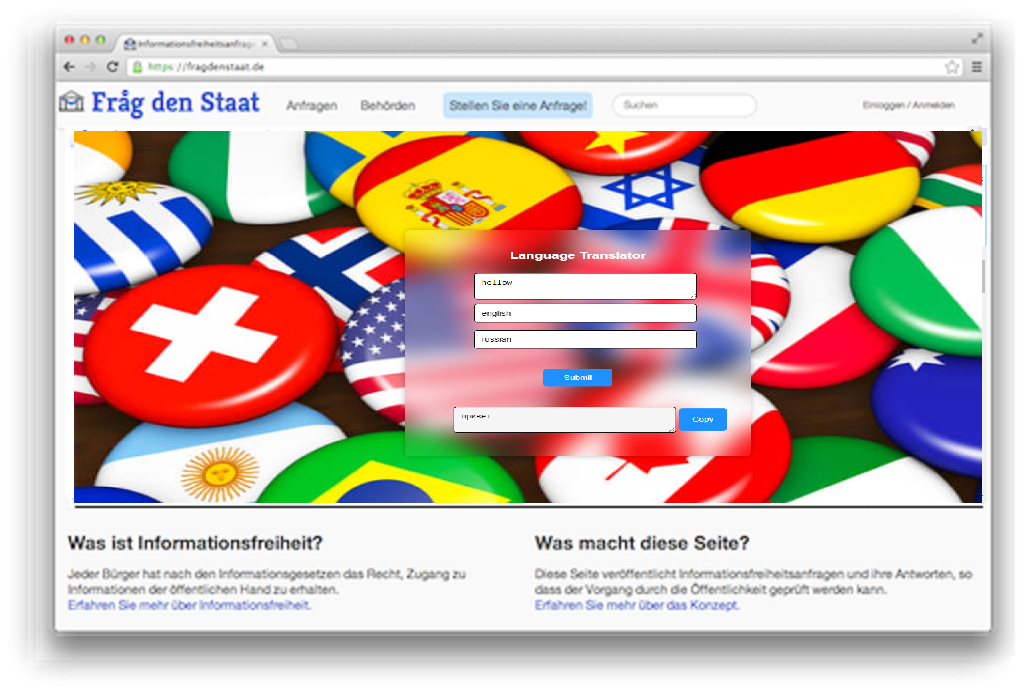 Informationsfreiheitsanfrage
https://fragdenstaat.de
Fråg den Staat
Anfragen
Behörden
Stellen Sie eine Anfrage!
Suchen
Einloggen / Anmelden
Language Translator
hellow
english
russian
Submit
привет
Copy
Was ist Informationsfreiheit?
Jeder Bürger hat nach den Informationsgesetzen das Recht, Zugang zu
Informationen der öffentlichen Hand zu erhalten.
Erfahren Sie mehr über Informationsfreiheit.
Was macht diese Seite?
Diese Seite veröffentlicht Informationsfreiheitsanfragen und ihre Antworten, so
dass der Vorgang durch die Öffentlichkeit geprüft werden kann.
Erfahren Sie mehr über das Konzept.